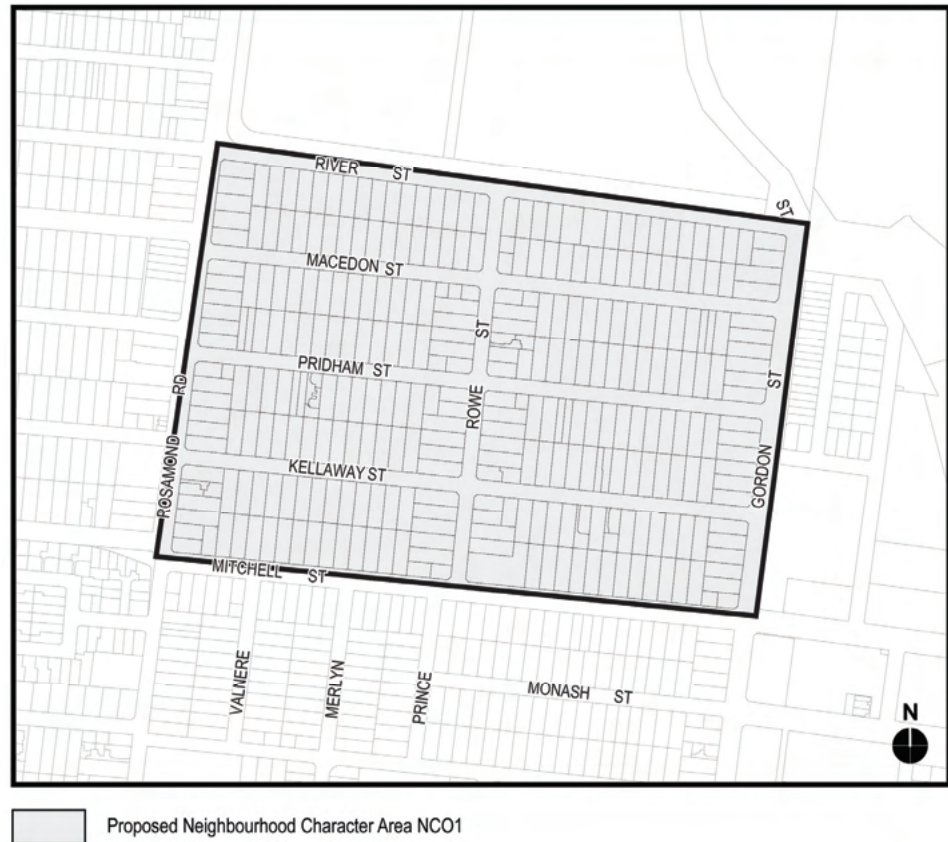 RIVER ST
ST
MACEDON ST
ST
PRIDHAM ST
ST
RD
ROWE
ROSAMOND
KELLAWAY ST
GORDON
MITCHELL ST
VALNERE
MERLYN
PRINCE
MONASH ST
N
Proposed Neighbourhood Character Area NCO1